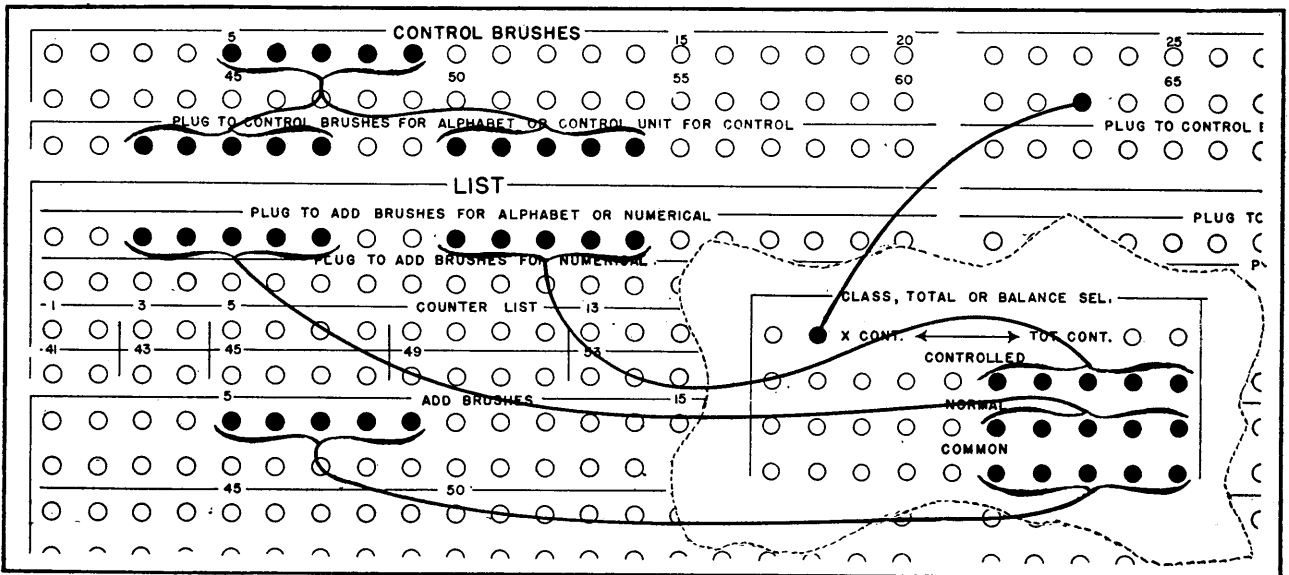 5 CONTROL BRUSHES 15 20 25
45 50 55 60 65
PLUG TO CONTROL BRUSHES FOR ALPHABET OR CONTROL UNIT FOR CONTROL PLUG TO CONTROL
LIST
PLUG TO ADD BRUSHES FOR ALPHABET OR NUMERICAL PLUG TO
PLUG TO ADD BRUSHES FOR NUMERICAL
CLASS, TOTAL OR BALANCE SEL.
1 3 5 COUNTER LIST 13
X CONT. TOT CONT.
41 43 45 49 53
CONTROLLED
5 ADD BRUSHES 15
NORMAL
COMMON
45 50